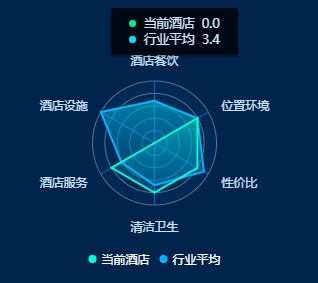 当前酒店 0.0
行业平均 3.4
酒店餐饮
酒店设施
位置环境
酒店服务
性价比
清洁卫生
当前酒店 行业平均